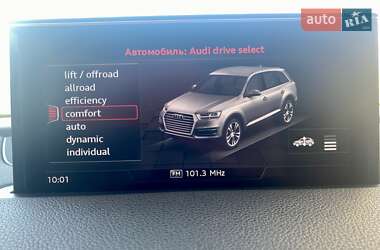 auto RIA
Автомобиль: Audi drive select
lift / offroad
allroad
efficiency
comfort
auto
dynamic
individual
10:01
FM 101.3 MHz